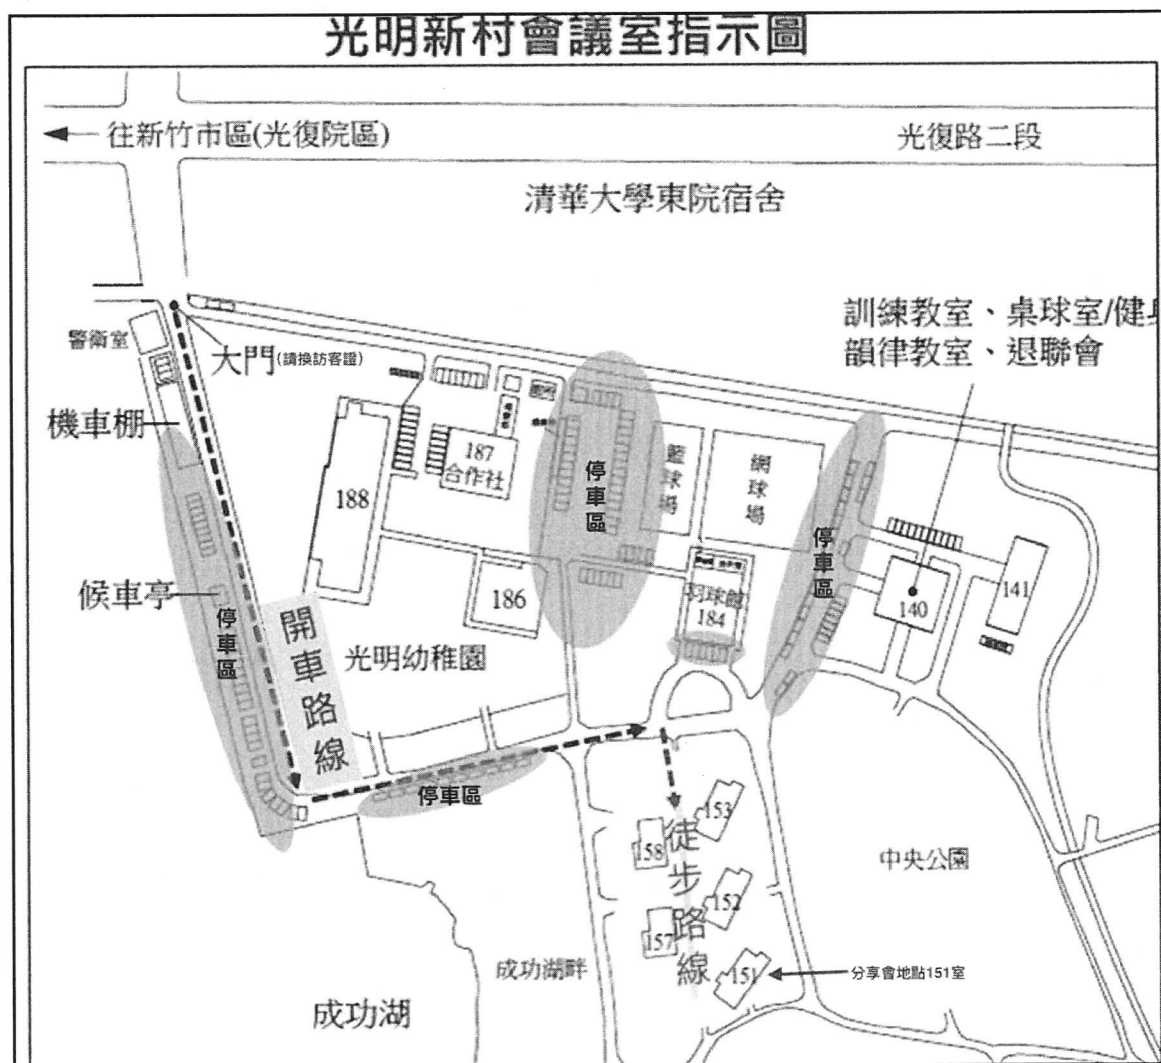 光明新村會議室指示圖
往新竹市區(光復院區)
光復路二段
清華大學東院宿舍
訓練教室、桌球室/健
韻律教室、退聯會
警衛室
大門(請換訪客證)
機車棚
187
合作社
188
停車區
籃球場
網球場
停車區
141
140
候車亭
停車區
186
羽球館
184
開車路線
光明幼稚園
停車區
153
158
徒步路線
中央公園
152
157
成功湖畔
151
分享會地點151室
成功湖